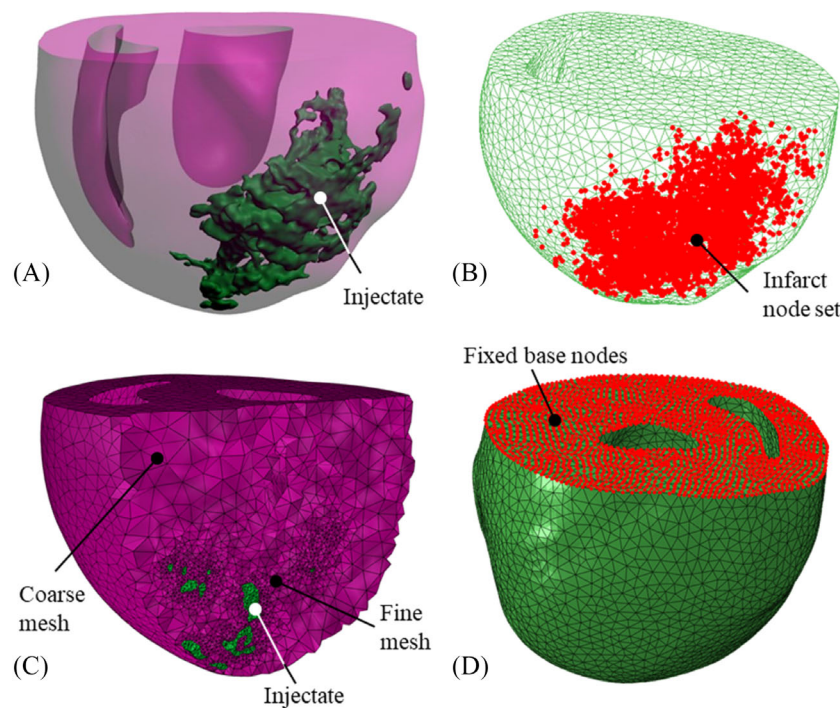 (A)
Injectate
(B)
Infarct
node set
(C)
Coarse
mesh
Fine
mesh
Injectate
Fixed base nodes
(D)